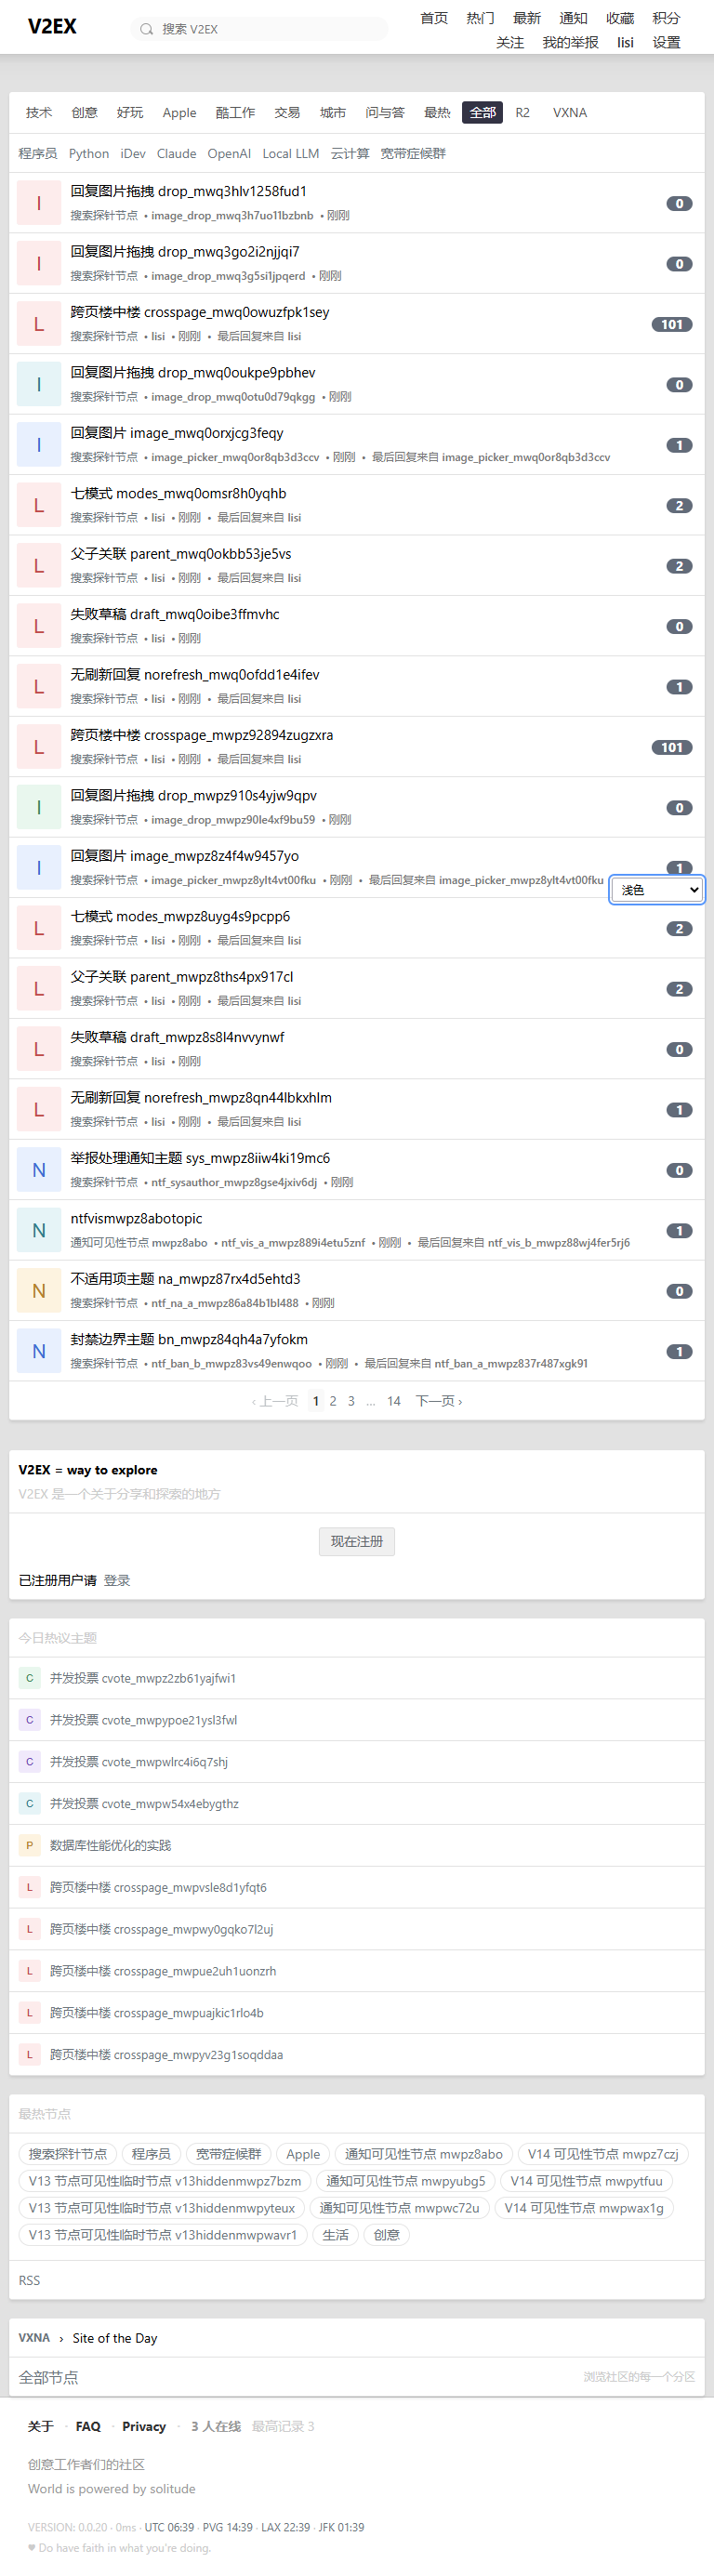 V2EX
搜索 V2EX
首页 热门 最新 通知 收藏 积分
关注 我的举报 lisi 设置
技术 创意 好玩 Apple 酷工作 交易 城市 问与答 最热 全部 R2 VXNA
程序员 Python iDev Claude OpenAI Local LLM 云计算 宽带症候群
I 回复图片拖拽 drop_mwq3hlv1258fud1 0
搜索探针节点 • image_drop_mwq3h7uo11bzbnb • 刚刚
I 回复图片拖拽 drop_mwq3go2i2njjqi7 0
搜索探针节点 • image_drop_mwq3g5si1jpqerd • 刚刚
L 跨页楼中楼 crosspage_mwq0owuzfpk1sey 101
搜索探针节点 • lisi • 刚刚 • 最后回复来自 lisi
I 回复图片拖拽 drop_mwq0oukpe9pbhev 0
搜索探针节点 • image_drop_mwq0otu0d79qkgg • 刚刚
I 回复图片 image_mwq0orxjcg3feqy 1
搜索探针节点 • image_picker_mwq0or8qb3d3ccv • 刚刚 • 最后回复来自 image_picker_mwq0or8qb3d3ccv
L 七模式 modes_mwq0omsr8h0yqhb 2
搜索探针节点 • lisi • 刚刚 • 最后回复来自 lisi
L 父子关联 parent_mwq0okbb53je5vs 2
搜索探针节点 • lisi • 刚刚 • 最后回复来自 lisi
L 失败草稿 draft_mwq0oibe3ffmvhc 0
搜索探针节点 • lisi • 刚刚
L 无刷新回复 norefresh_mwq0ofdd1e4ifev 1
搜索探针节点 • lisi • 刚刚 • 最后回复来自 lisi
L 跨页楼中楼 crosspage_mwpz92894zugzxra 101
搜索探针节点 • lisi • 刚刚 • 最后回复来自 lisi
I 回复图片拖拽 drop_mwpz910s4yjw9qpv 0
搜索探针节点 • image_drop_mwpz90le4xf9bu59 • 刚刚
I 回复图片 image_mwpz8z4f4w9457yo 1
搜索探针节点 • image_picker_mwpz8ylt4vt00fku • 刚刚 • 最后回复来自 image_picker_mwpz8ylt4vt00fku
浅色
L 七模式 modes_mwpz8uyg4s9pcpp6 2
搜索探针节点 • lisi • 刚刚 • 最后回复来自 lisi
L 父子关联 parent_mwpz8ths4px917cl 2
搜索探针节点 • lisi • 刚刚 • 最后回复来自 lisi
L 失败草稿 draft_mwpz8s8l4nvvynwf 0
搜索探针节点 • lisi • 刚刚
L 无刷新回复 norefresh_mwpz8qn44lbkxhlm 1
搜索探针节点 • lisi • 刚刚 • 最后回复来自 lisi
N 举报处理通知主题 sys_mwpz8iiw4ki19mc6 0
搜索探针节点 • ntf_sysauthor_mwpz8gse4jxiv6dj • 刚刚
N ntfvismwpz8abotopic 1
通知可见性节点 mwpz8abo • ntf_vis_a_mwpz889i4etu5znf • 刚刚 • 最后回复来自 ntf_vis_b_mwpz88wj4fer5rj6
N 不适用项主题 na_mwpz87rx4d5ehtd3 0
搜索探针节点 • ntf_na_a_mwpz86a84b1bl488 • 刚刚
N 封禁边界主题 bn_mwpz84qh4a7yfokm 1
搜索探针节点 • ntf_ban_b_mwpz83vs49enwqoo • 刚刚 • 最后回复来自 ntf_ban_a_mwpz837r487xgk91
‹ 上一页 1 2 3 ... 14 下一页 ›
V2EX = way to explore
V2EX 是一个关于分享和探索的地方
现在注册
已注册用户请 登录
今日热议主题
C 并发投票 cvote_mwpz2zb61yajfwi1
C 并发投票 cvote_mwpypoe21ysl3fwl
C 并发投票 cvote_mwpwlrc4i6q7shj
C 并发投票 cvote_mwpw54x4ebygthz
P 数据库性能优化的实践
L 跨页楼中楼 crosspage_mwpvsle8d1yfqt6
L 跨页楼中楼 crosspage_mwpwy0gqko7l2uj
L 跨页楼中楼 crosspage_mwpue2uh1uonzrh
L 跨页楼中楼 crosspage_mwpuajkic1rlo4b
L 跨页楼中楼 crosspage_mwpyv23g1soqddaa
最热节点
搜索探针节点 程序员 宽带症候群 Apple 通知可见性节点 mwpz8abo V14 可见性节点 mwpz7czj
V13 节点可见性临时节点 v13hiddenmwpz7bzm 通知可见性节点 mwpyubg5 V14 可见性节点 mwpytfuu
V13 节点可见性临时节点 v13hiddenmwpyteux 通知可见性节点 mwpwc72u V14 可见性节点 mwpwax1g
V13 节点可见性临时节点 v13hiddenmwpwavr1 生活 创意
RSS
VXNA › Site of the Day
全部节点 浏览社区的每一个分区
关于 · FAQ · Privacy · 3 人在线 最高记录 3
创意工作者们的社区
World is powered by solitude
VERSION: 0.0.20 · 0ms · UTC 06:39 · PVG 14:39 · LAX 22:39 · JFK 01:39
♥ Do have faith in what you're doing.